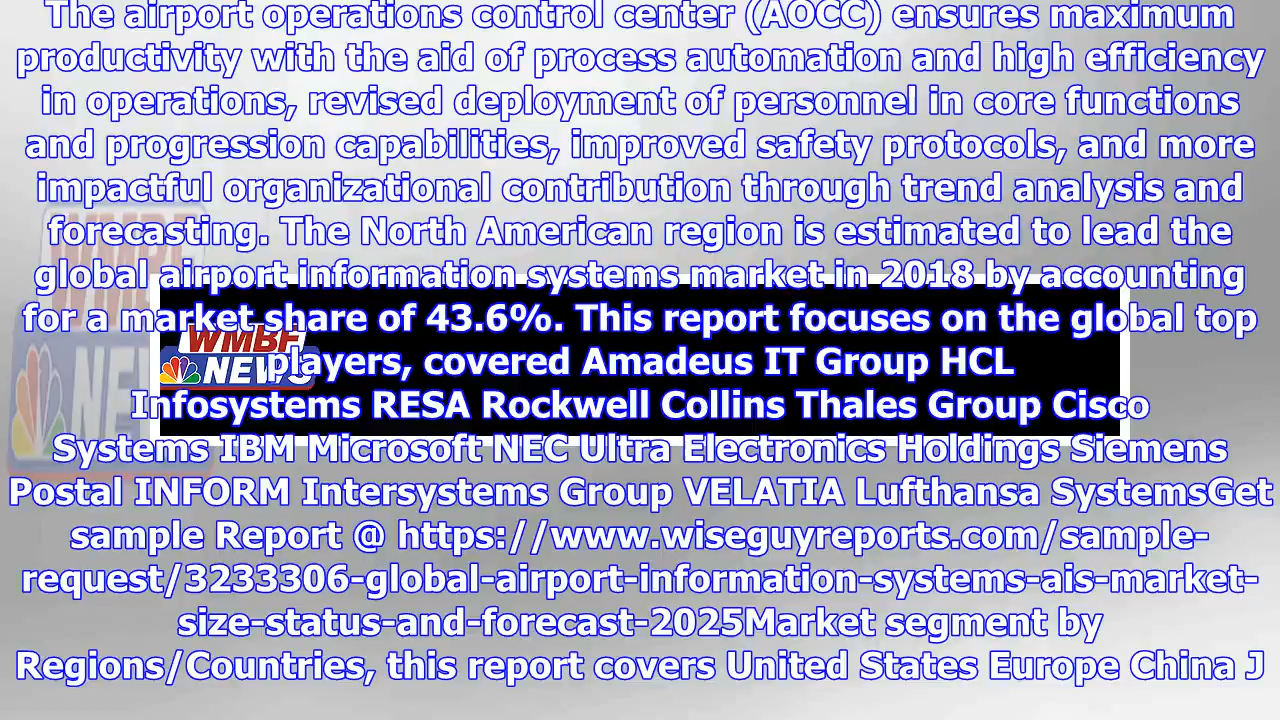 The airport operations control center (AOCC) ensures maximum
productivity with the aid of process automation and high efficiency
in operations, revised deployment of personnel in core functions
and progression capabilities, improved safety protocols, and more
impactful organizational contribution through trend analysis and
forecasting. The North American region is estimated to lead the
global airport information systems market in 2018 by accounting
for a market share of 43.6%. This report focuses on the global top
players, covered Amadeus IT Group HCL
Infosystems RESA Rockwell Collins Thales Group Cisco
Systems IBM Microsoft NEC Ultra Electronics Holdings Siemens
Postal INFORM Intersystems Group VELATIA Lufthansa SystemsGet
sample Report @ https://www.wiseguyreports.com/sample-
request/3233306-global-airport-information-systems-ais-market-
size-status-and-forecast-2025Market segment by
Regions/Countries, this report covers United States Europe China J
WMBF
NEWS